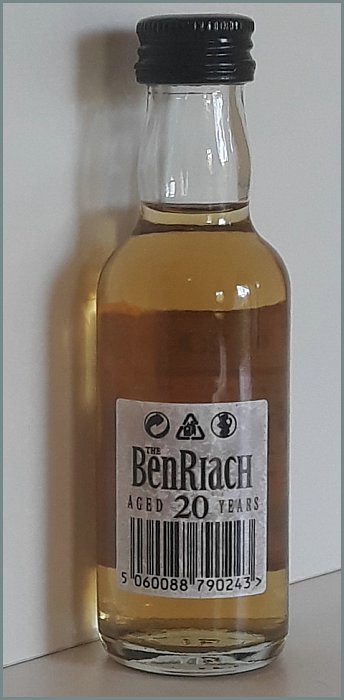 THE
BENRIACH
AGED 20 YEARS
5 060088 790243 >